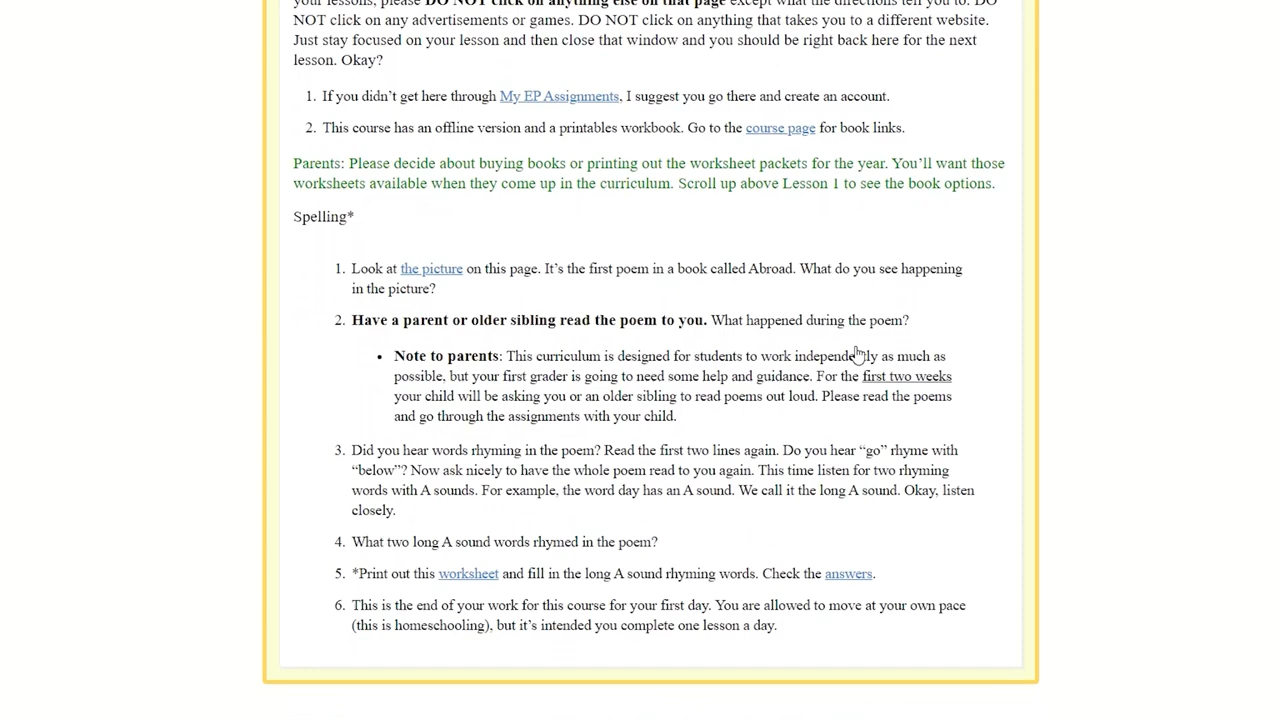 your lessons, please DO NOT click on anything else on that page except what the directions tell you to. DO
NOT click on any advertisements or games. DO NOT click on anything that takes you to a different website.
Just stay focused on your lesson and then close that window and you should be right back here for the next
lesson. Okay?
1. If you didn't get here through My EP Assignments, I suggest you go there and create an account.
2. This course has an offline version and a printables workbook. Go to the course page for book links.
Parents: Please decide about buying books or printing out the worksheet packets for the year. You'll want those
worksheets available when they come up in the curriculum. Scroll up above Lesson 1 to see the book options.
Spelling*
1. Look at the picture on this page. It's the first poem in a book called Abroad. What do you see happening
in the picture?
2. Have a parent or older sibling read the poem to you. What happened during the poem?
• Note to parents: This curriculum is designed for students to work independently as much as
possible, but your first grader is going to need some help and guidance. For the first two weeks
your child will be asking you or an older sibling to read poems out loud. Please read the poems
and go through the assignments with your child.
3. Did you hear words rhyming in the poem? Read the first two lines again. Do you hear "go" rhyme with
"below"? Now ask nicely to have the whole poem read to you again. This time listen for two rhyming
words with A sounds. For example, the word day has an A sound. We call it the long A sound. Okay, listen
closely.
4. What two long A sound words rhymed in the poem?
5. *Print out this worksheet and fill in the long A sound rhyming words. Check the answers.
6. This is the end of your work for this course for your first day. You are allowed to move at your own pace
(this is homeschooling), but it's intended you complete one lesson a day.